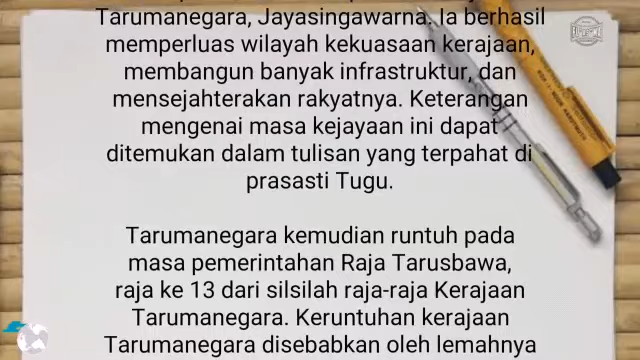 Tarumanegara, Jayasingawarna. Ia berhasil
memperluas wilayah kekuasaan kerajaan,
membangun banyak infrastruktur, dan
mensejahterakan rakyatnya. Keterangan
mengenai masa kejayaan ini dapat
ditemukan dalam tulisan yang terpahat di
prasasti Tugu.
Tarumanegara kemudian runtuh pada
masa pemerintahan Raja Tarusbawa,
raja ke 13 dari silsilah raja-raja Kerajaan
Tarumanegara. Keruntuhan kerajaan
Tarumanegara disebabkan oleh lemahnya